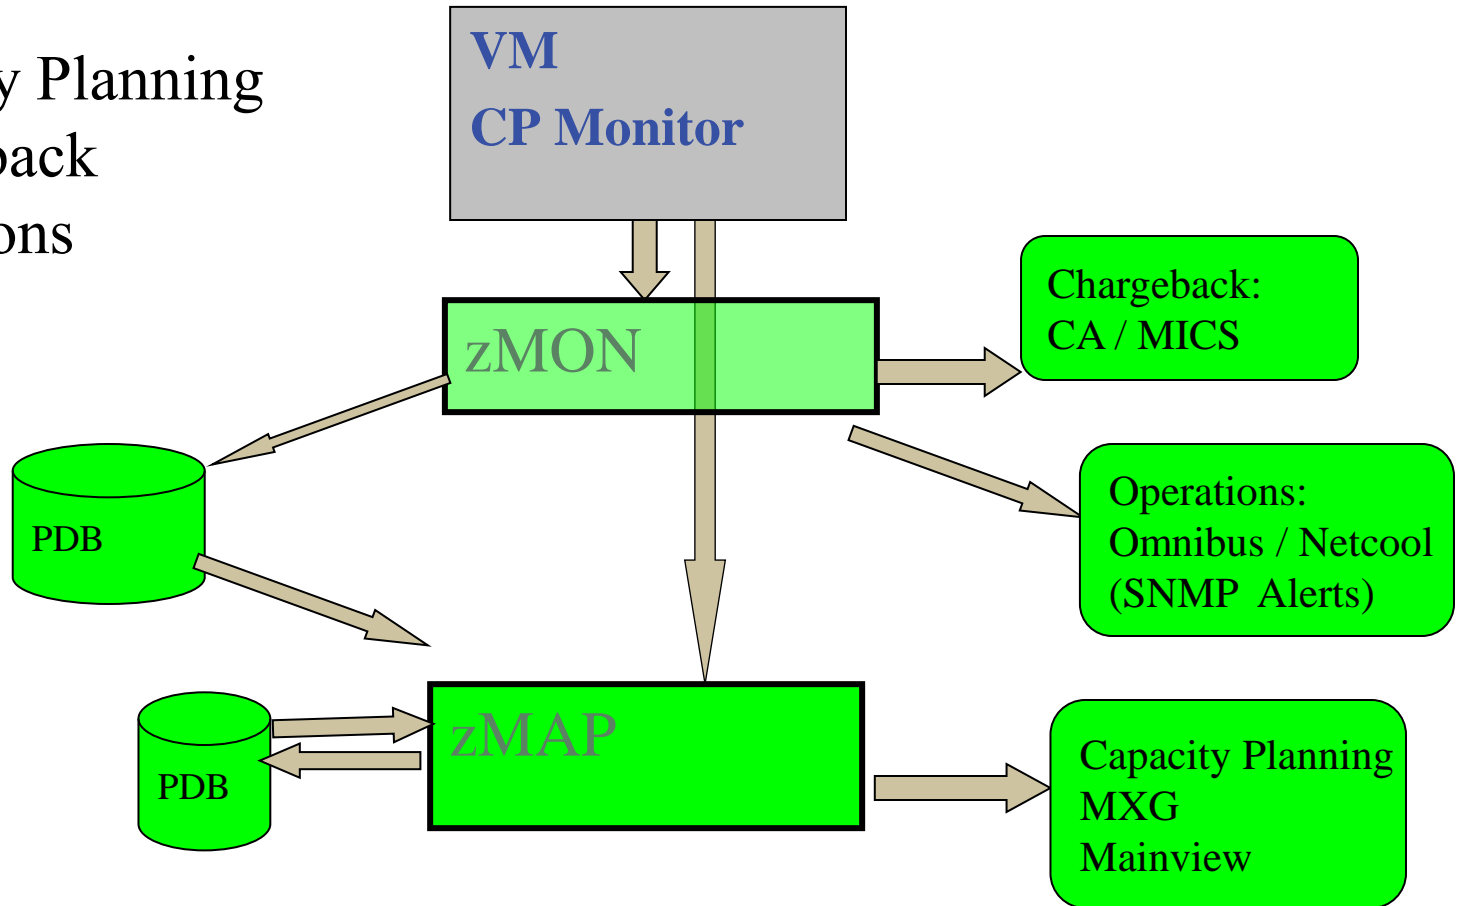 y Planning
back
ons
VM
CP Monitor
zMON
Chargeback:
CA / MICS
PDB
Operations:
Omnibus / Netcool
(SNMP Alerts)
zMAP
PDB
Capacity Planning
MXG
Mainview